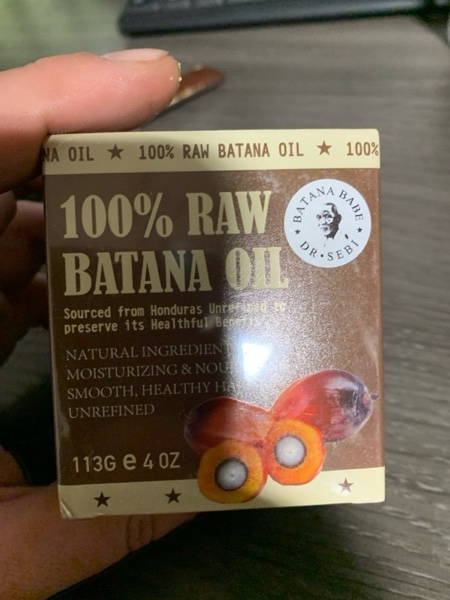 NA OIL ★ 100% RAW BATANA OIL ★ 100%
100% RAW
BATANA OIL
BATANA BABE
DR • SEBI
Sourced from Honduras Unrefined to
preserve its Healthful Benefits
NATURAL INGREDIENT
MOISTURIZING & NOU
SMOOTH, HEALTHY HA
UNREFINED
113G e 4 OZ